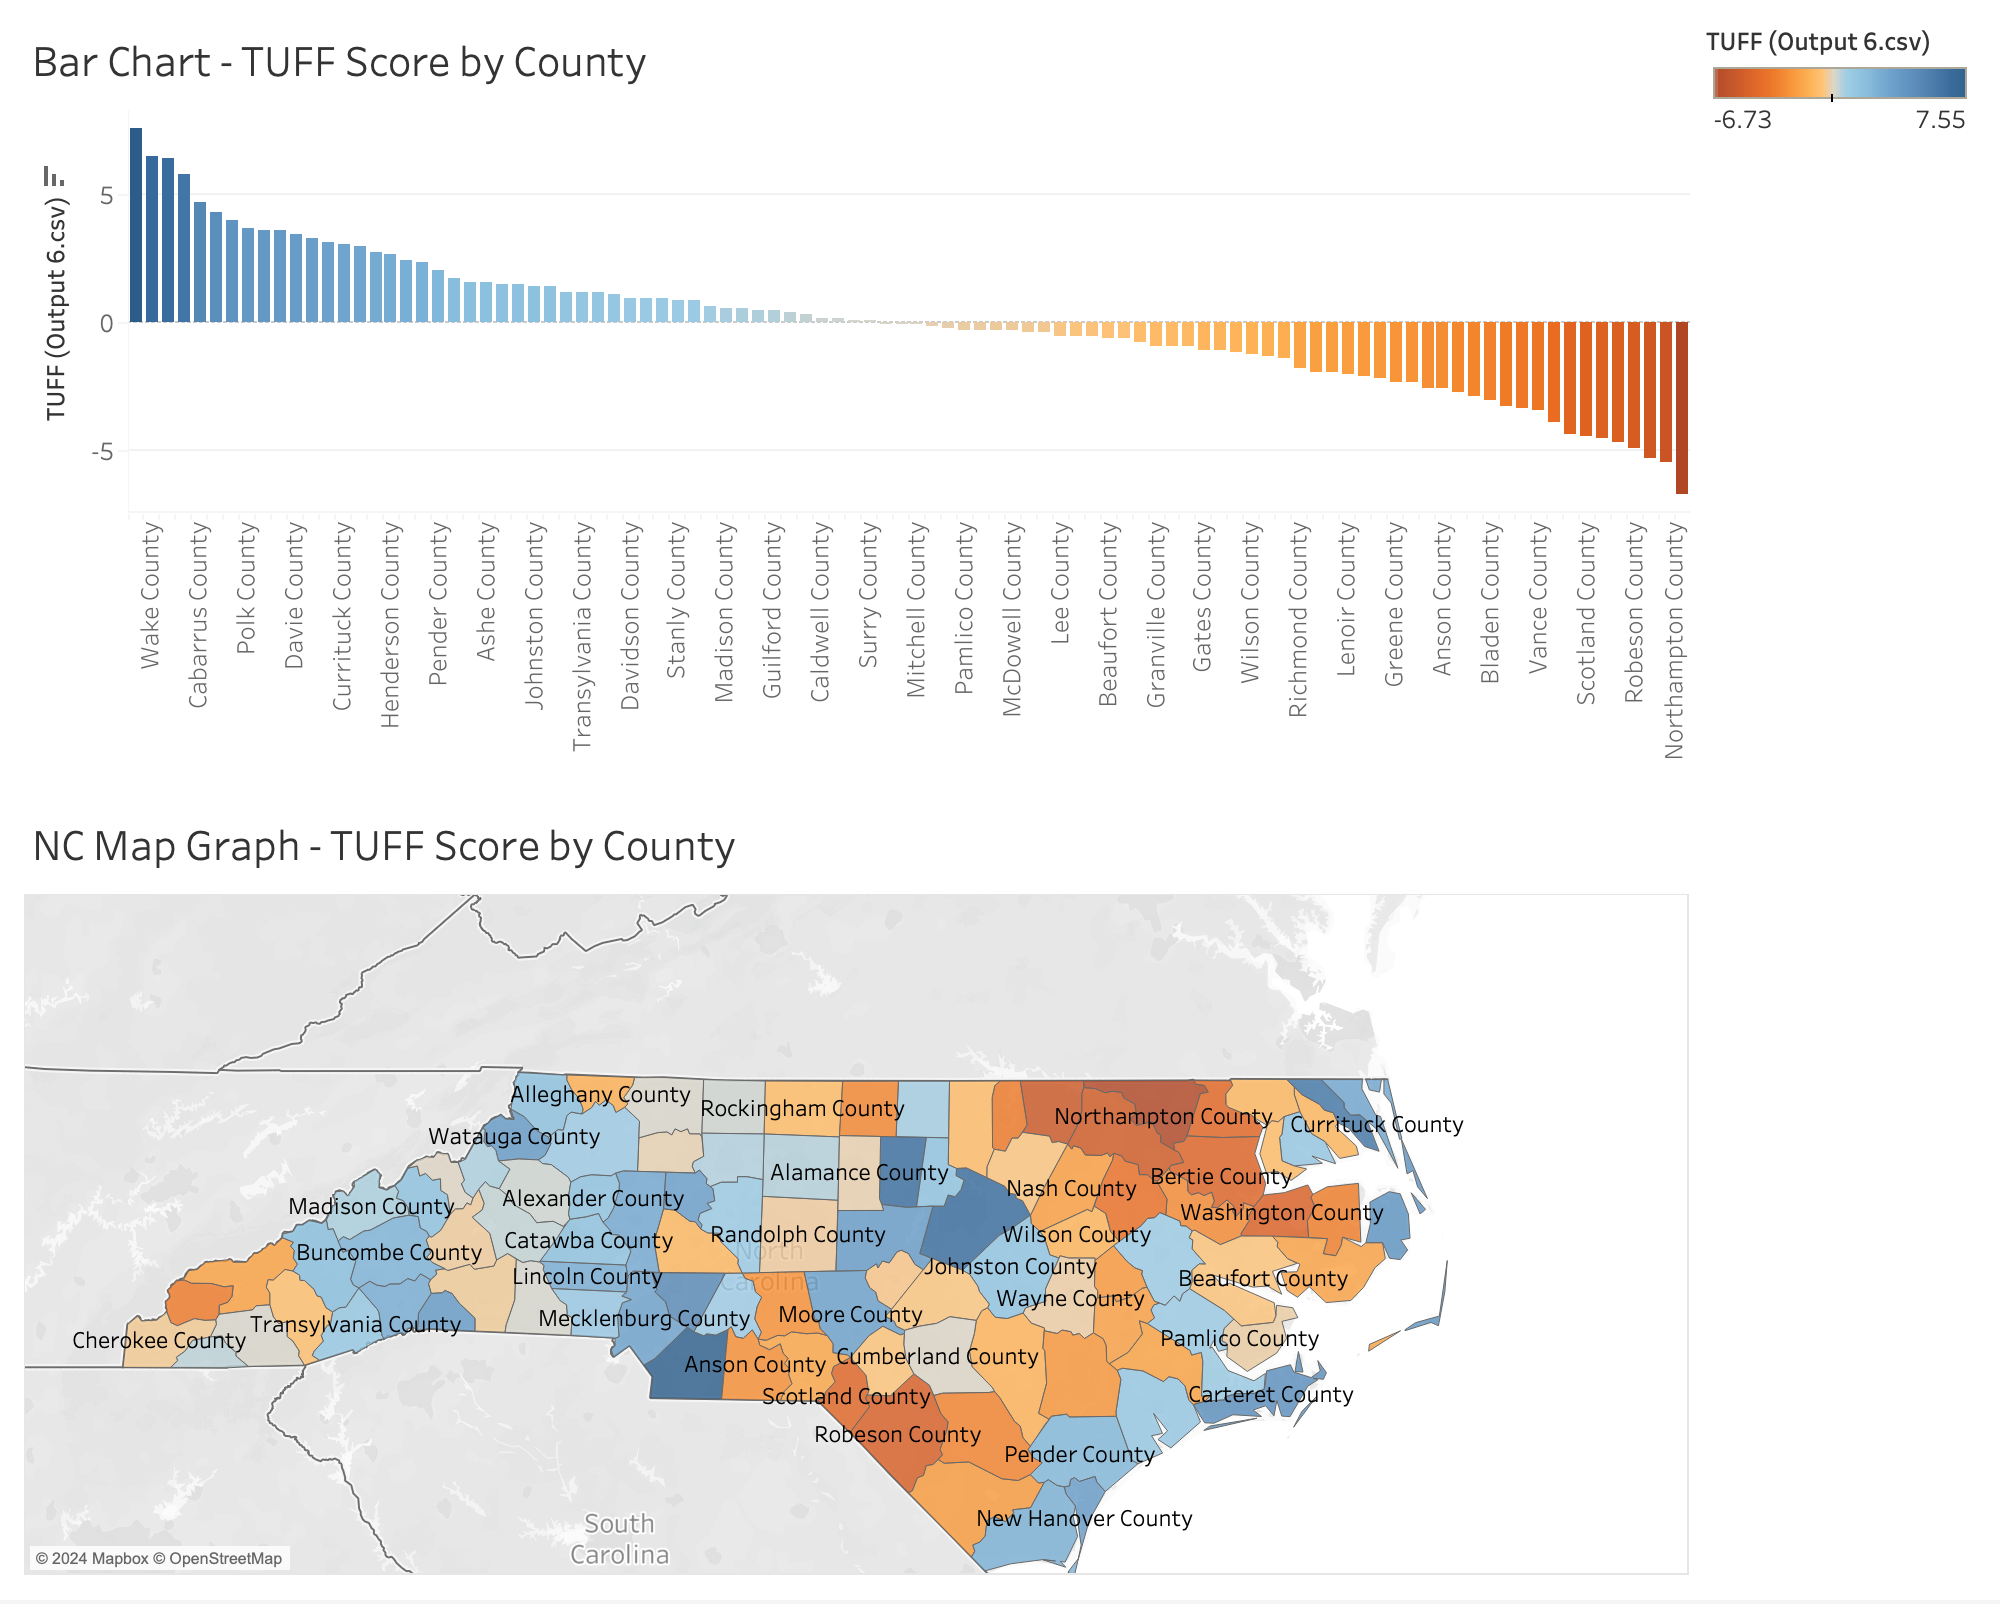 Bar Chart - TUFF Score by County
TUFF (Output 6.csv)
-6.73
7.55
TUFF (Output 6.csv)
5
0
-5
Wake County
Cabarrus County
Polk County
Davie County
Currituck County
Henderson County
Pender County
Ashe County
Johnston County
Transylvania County
Davidson County
Stanly County
Madison County
Guilford County
Caldwell County
Surry County
Mitchell County
Pamlico County
McDowell County
Lee County
Beaufort County
Granville County
Gates County
Wilson County
Richmond County
Lenoir County
Greene County
Anson County
Bladen County
Vance County
Scotland County
Robeson County
Northampton County
NC Map Graph - TUFF Score by County
Alleghany County
Rockingham County
Northampton County
Currituck County
Watauga County
Alamance County
Bertie County
Nash County
Alexander County
Madison County
Washington County
Randolph County
Wilson County
Catawba County
Buncombe County
North
Carolina
Johnston County
Lincoln County
Beaufort County
Wayne County
Moore County
Mecklenburg County
Transylvania County
Cherokee County
Pamlico County
Cumberland County
Anson County
Scotland County
Carteret County
Robeson County
Pender County
New Hanover County
South
Carolina
© 2024 Mapbox © OpenStreetMap